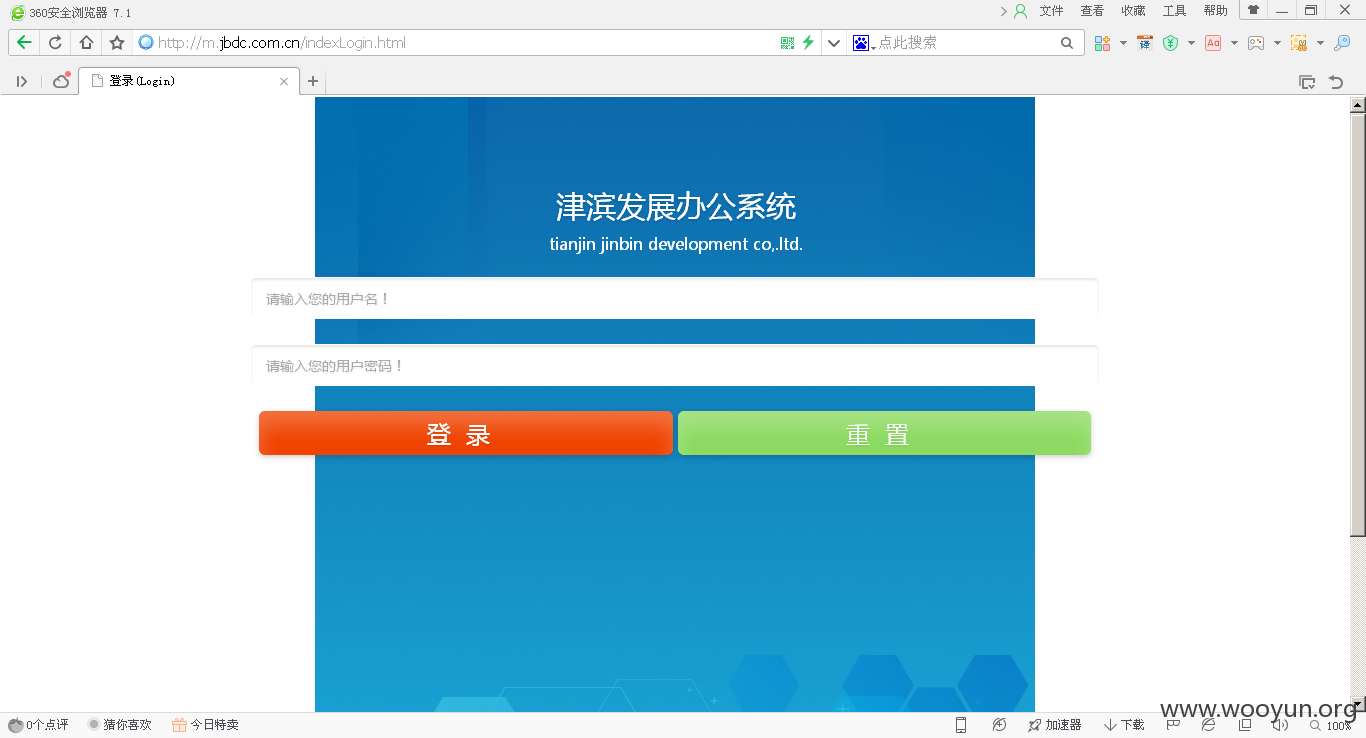 360安全浏览器 7.1
文件 查看 收藏 工具 帮助
http://m.jbdc.com.cn/indexLogin.html
点此搜索
译
Aa
登录(Login)
津滨发展办公系统
tianjin jinbin development co,.ltd.
请输入您的用户名！
请输入您的用户密码！
登 录
重 置
www.wooyun.org
0个点评 猜你喜欢 今日特卖 加速器 下载 100%